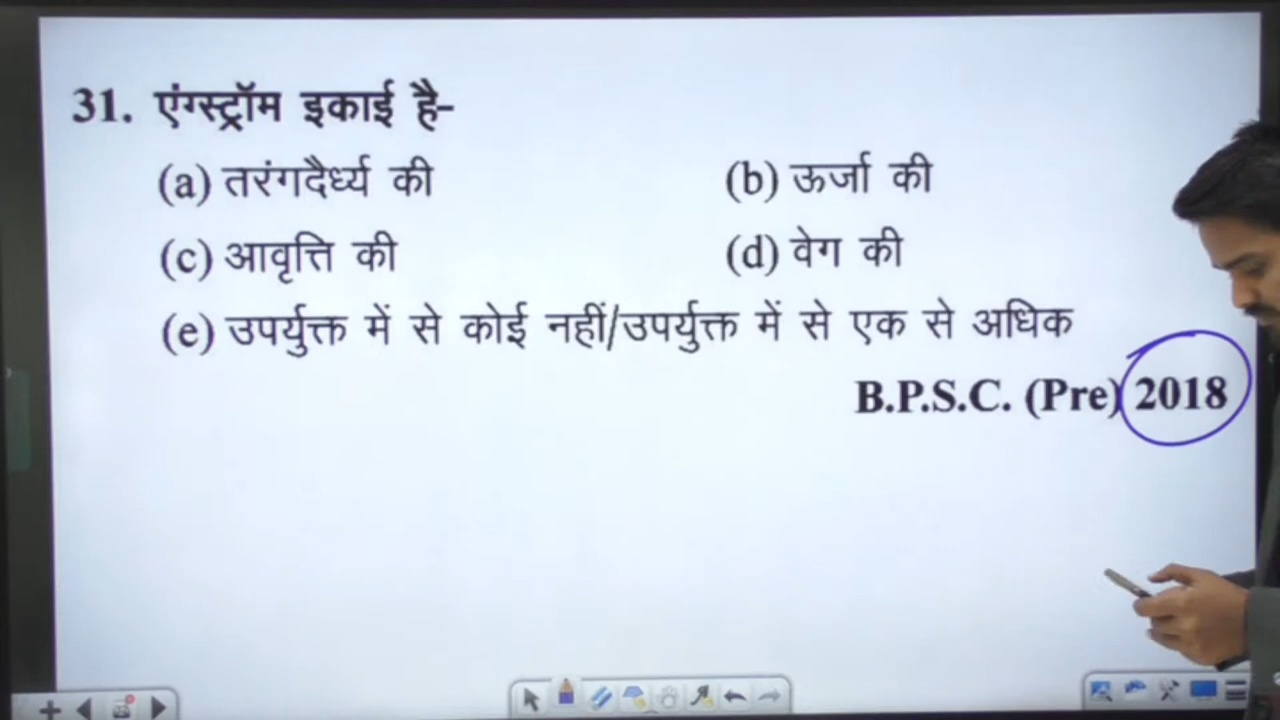 31. एंग्स्ट्रॉम इकाई है-
(a) तरंगदैर्ध्य की (b) ऊर्जा की
(c) आवृत्ति की (d) वेग की
(e) उपर्युक्त में से कोई नहीं/उपर्युक्त में से एक से अधिक
B.P.S.C. (Pre) 2018